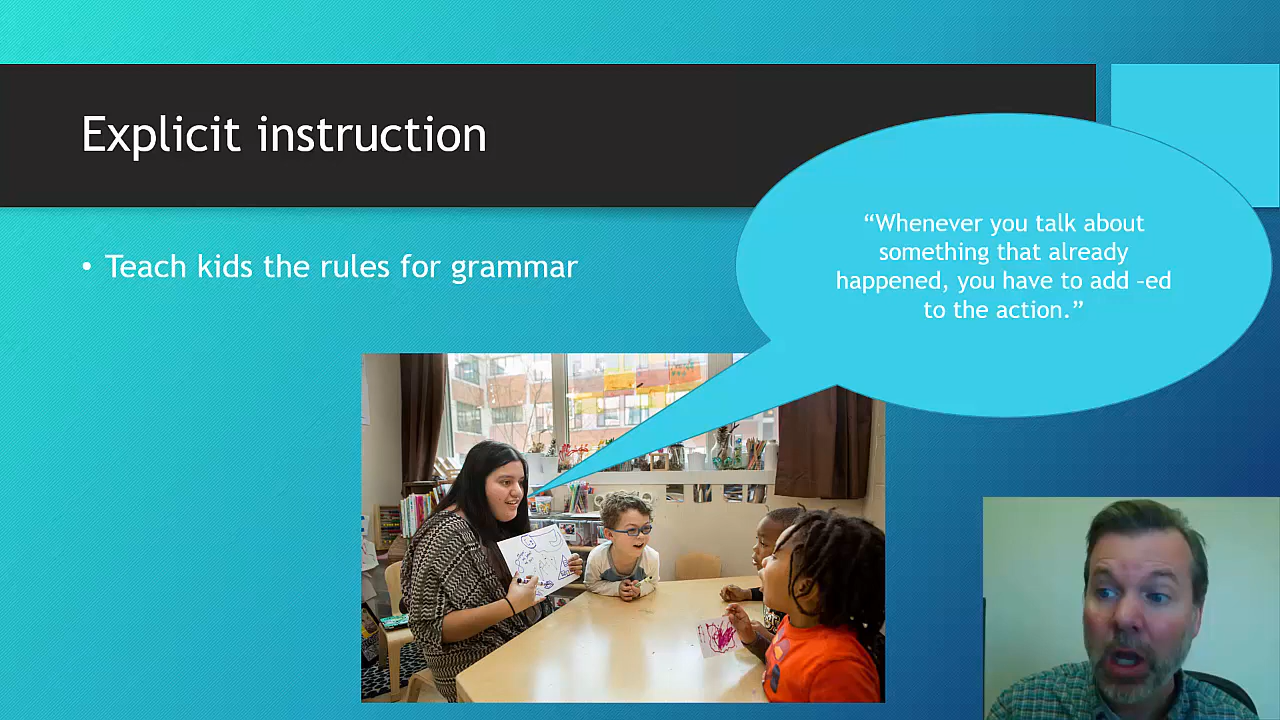 Explicit instruction
• Teach kids the rules for grammar
“Whenever you talk about
something that already
happened, you have to add –ed
to the action.”